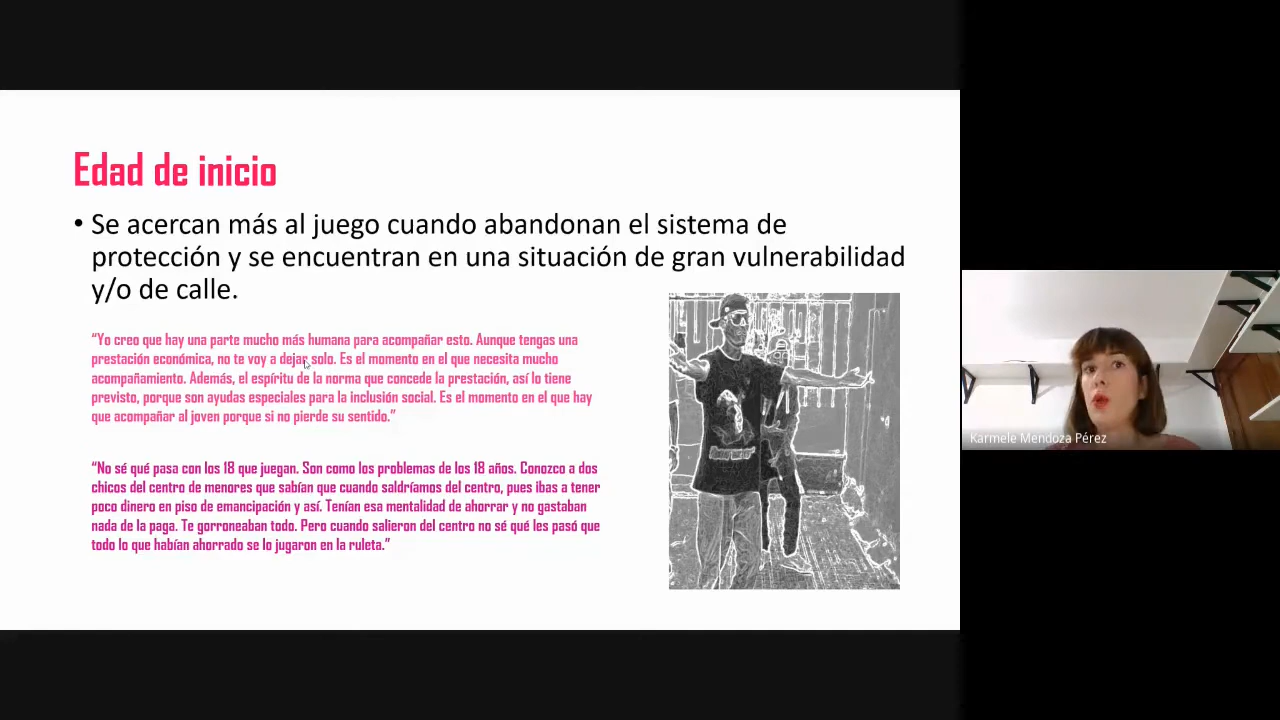 Edad de inicio
• Se acercan más al juego cuando abandonan el sistema de
protección y se encuentran en una situación de gran vulnerabilidad
y/o de calle.
“Yo creo que hay una parte mucho más humana para acompañar esto. Aunque tengas una
prestación económica, no te voy a dejar solo. Es el momento en el que necesita mucho
acompañamiento. Además, el espíritu de la norma que concede la prestación, así lo tiene
previsto, porque son ayudas especiales para la inclusión social. Es el momento en el que hay
que acompañar al joven porque si no pierde su sentido.”
“No sé qué pasa con los 18 que juegan. Son como los problemas de los 18 años. Conozco a dos
chicos del centro de menores que sabían que cuando saldríamos del centro, pues ibas a tener
poco dinero en piso de emancipación y así. Tenían esa mentalidad de ahorrar y no gastaban
nada de la paga. Te gorroneaban todo. Pero cuando salieron del centro no sé qué les pasó que
todo lo que habían ahorrado se lo jugaron en la ruleta.”
Karmele Mendoza Pérez